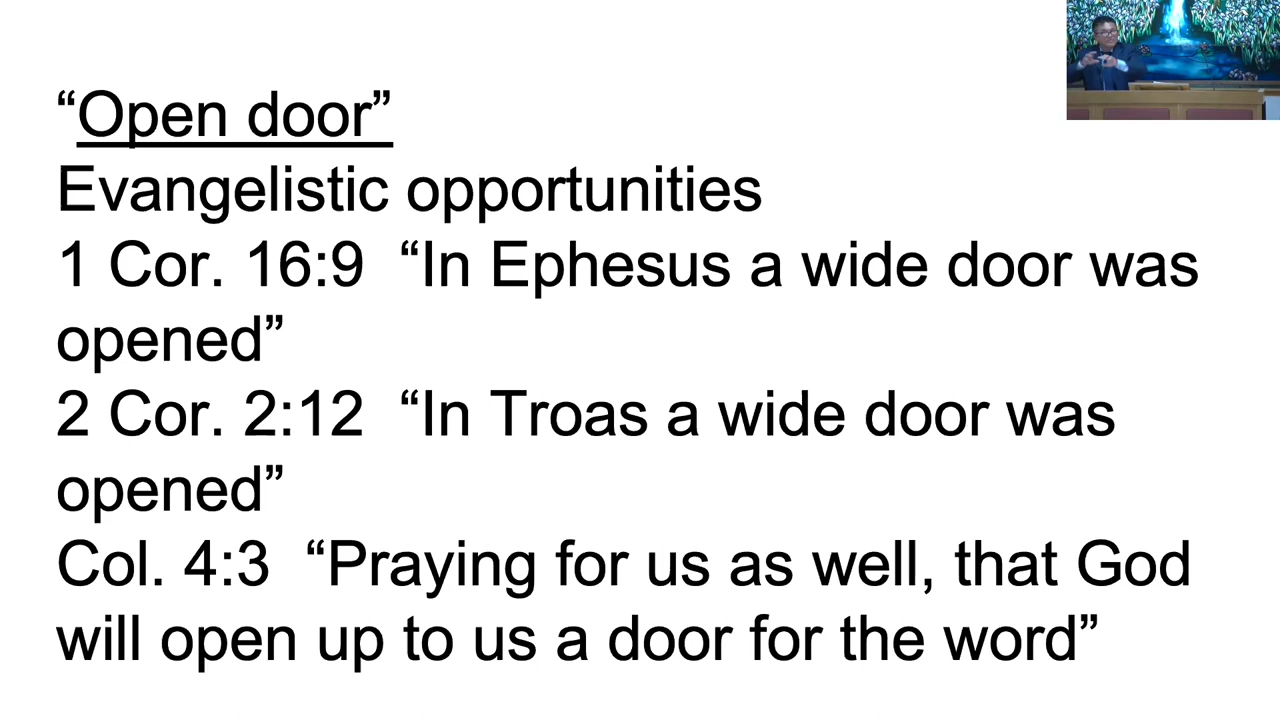 “Open door”
Evangelistic opportunities
1 Cor. 16:9 “In Ephesus a wide door was
opened”
2 Cor. 2:12 “In Troas a wide door was
opened”
Col. 4:3 “Praying for us as well, that God
will open up to us a door for the word”